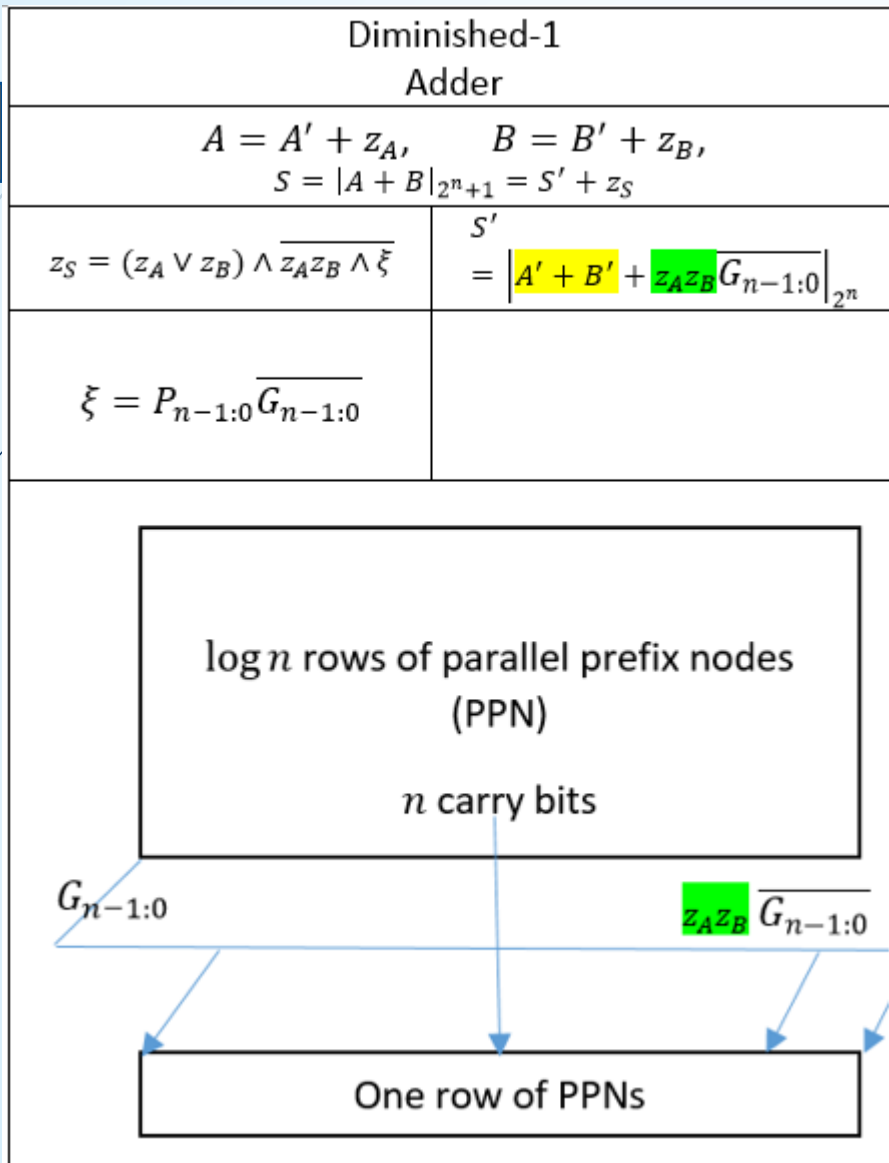 Diminished-1
Adder
A = A′ + z_A, B = B′ + z_B,
S = |A + B|_{2^n+1} = S′ + z_S
z_S = (z_A ∨ z_B) ∧ \overline{z_A z_B ∧ ξ}
S′
= |A′ + B′ + z_A z_B \overline{G_{n−1:0}}|_{2^n}
ξ = P_{n−1:0} \overline{G_{n−1:0}}
log n rows of parallel prefix nodes
(PPN)
n carry bits
G_{n−1:0}
z_A z_B \overline{G_{n−1:0}}
One row of PPNs